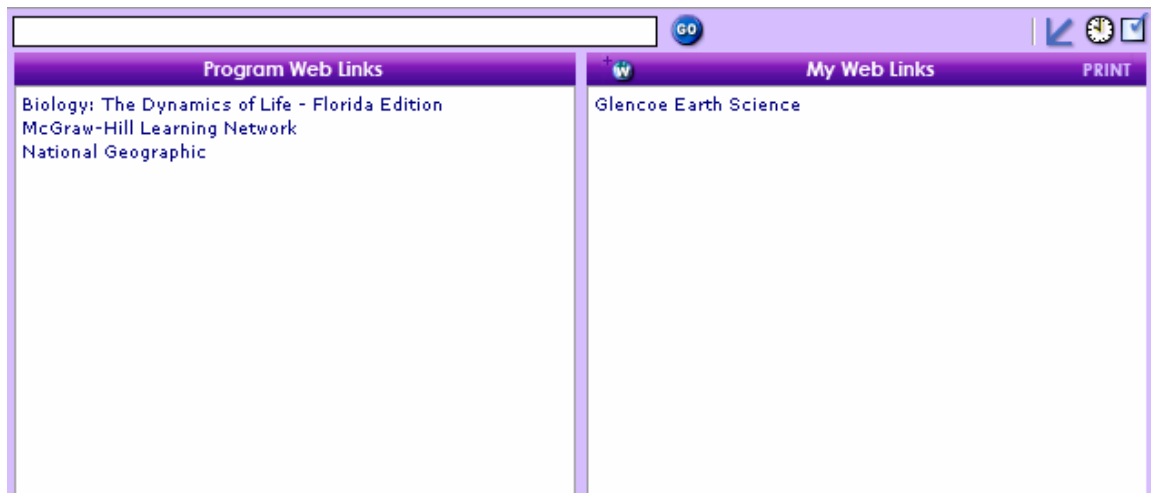 GO
Program Web Links
Biology: The Dynamics of Life - Florida Edition
McGraw-Hill Learning Network
National Geographic
+W My Web Links PRINT
Glencoe Earth Science